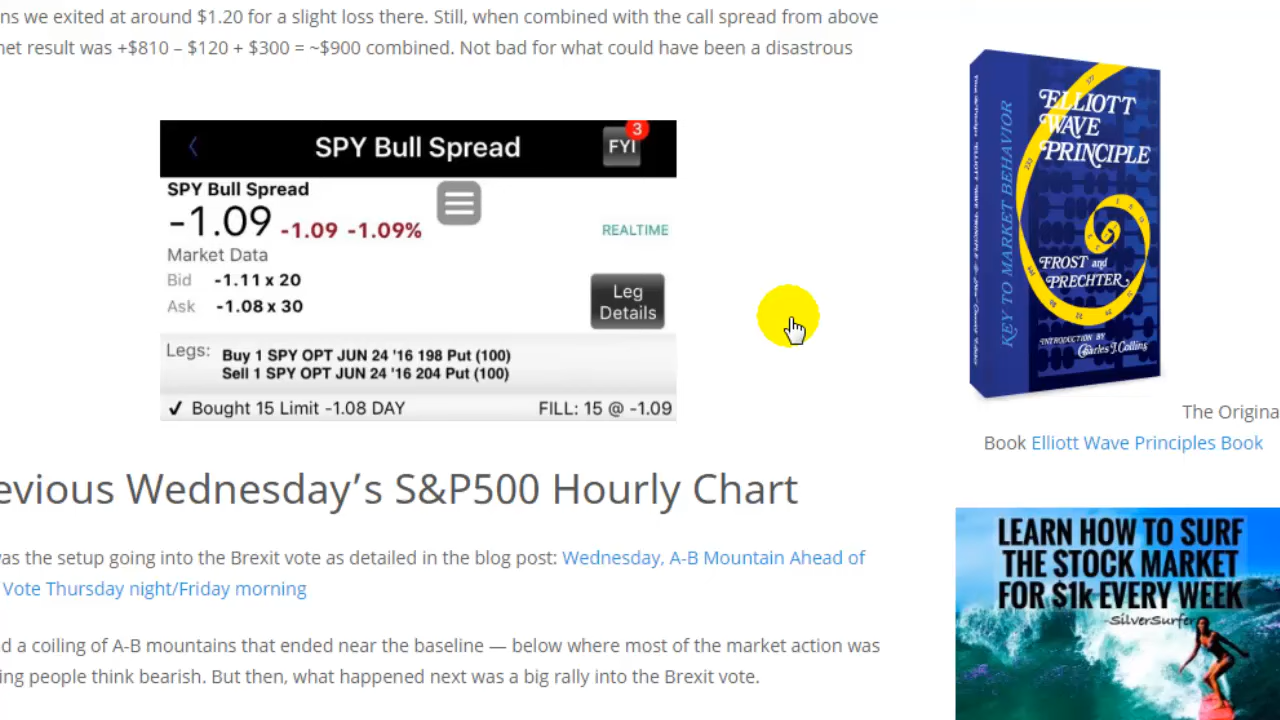 ns we exited at around $1.20 for a slight loss there. Still, when combined with the call spread from above
net result was +$810 – $120 + $300 = ~$900 combined. Not bad for what could have been a disastrous
SPY Bull Spread
FYI
3
SPY Bull Spread
-1.09 -1.09 -1.09%
REALTIME
Market Data
Bid -1.11 x 20
Ask -1.08 x 30
Leg
Details
Legs: Buy 1 SPY OPT JUN 24 '16 198 Put (100)
Sell 1 SPY OPT JUN 24 '16 204 Put (100)
✓ Bought 15 Limit -1.08 DAY FILL: 15 @ -1.09
evious Wednesday’s S&P500 Hourly Chart
was the setup going into the Brexit vote as detailed in the blog post: Wednesday, A-B Mountain Ahead of
Vote Thursday night/Friday morning
d a coiling of A-B mountains that ended near the baseline — below where most of the market action was
ing people think bearish. But then, what happened next was a big rally into the Brexit vote.
KEY TO MARKET BEHAVIOR
ELLIOTT
WAVE
PRINCIPLE
FROST and
PRECHTER
INTRODUCTION BY
Charles J. Collins
The Origina
Book Elliott Wave Principles Book
LEARN HOW TO SURF
THE STOCK MARKET
FOR $1k EVERY WEEK
-SilverSurfer